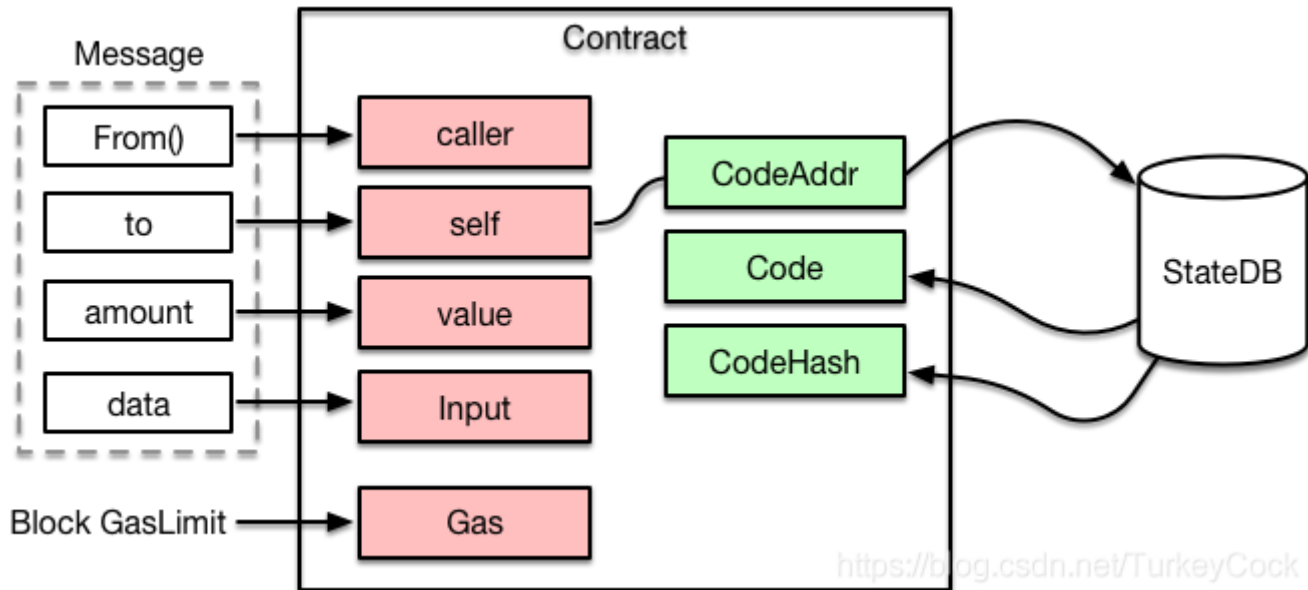 Contract
Message
From()
caller
CodeAddr
to
self
Code
StateDB
amount
value
CodeHash
data
Input
Block GasLimit
Gas
https://blog.csdn.net/TurkeyCock